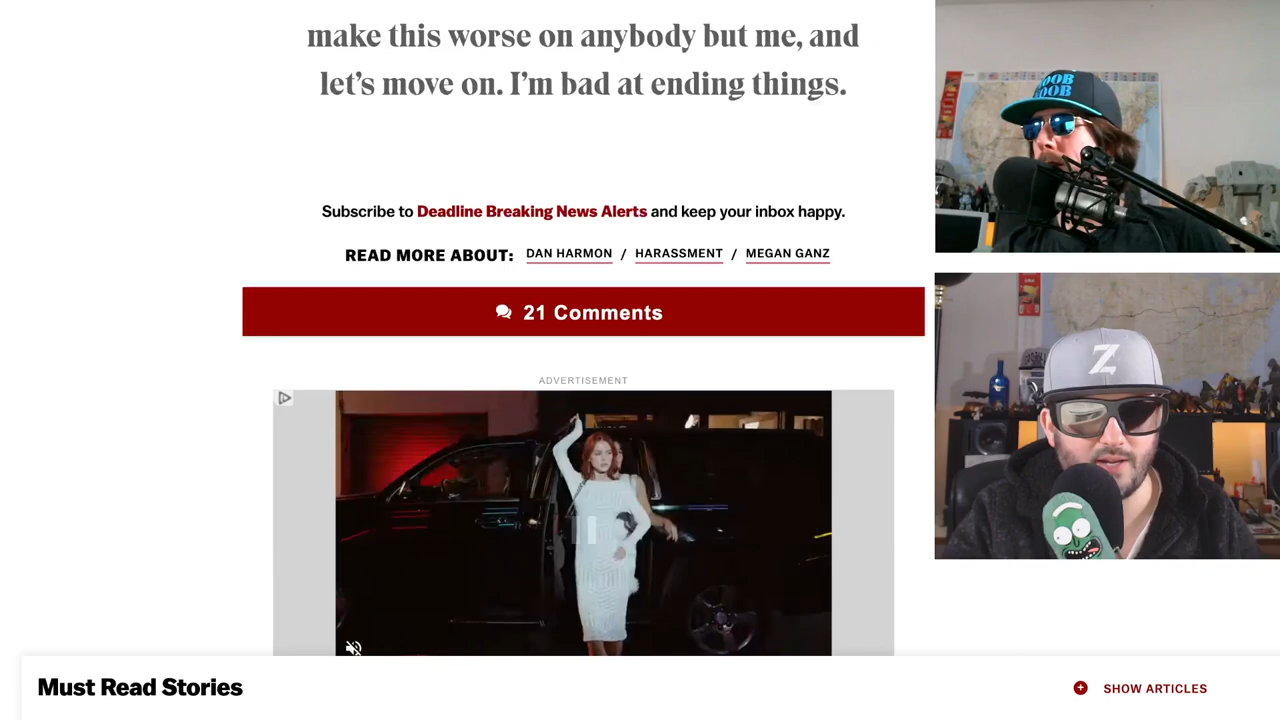 make this worse on anybody but me, and
let's move on. I'm bad at ending things.
Subscribe to Deadline Breaking News Alerts and keep your inbox happy.
READ MORE ABOUT: DAN HARMON / HARASSMENT / MEGAN GANZ
21 Comments
ADVERTISEMENT
Must Read Stories
SHOW ARTICLES
Z